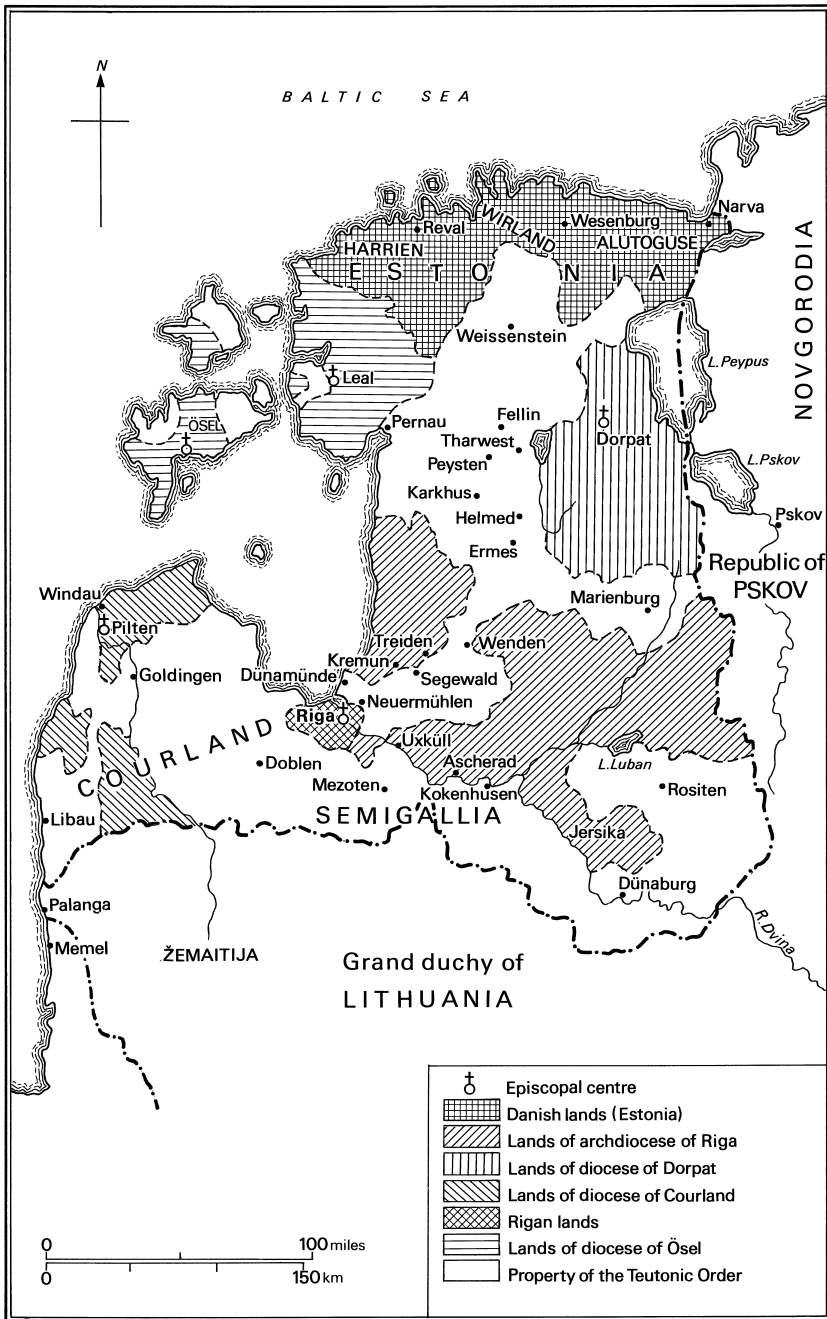 N
BALTIC SEA
Narva
Reval
WIRLAND
Wesenburg
HARRIEN
ALUTOGUSE
ESTONIA
NOVGORODIA
Weissenstein
L.Peypus
Leal
ÖSEL
Pernau
Fellin
Dorpat
Tharwest
Peysten
L.Pskov
Karkhus
Helmed
Pskov
Ermes
Republic of
PSKOV
Windau
Marienburg
Pilten
Treiden
Wenden
Kremun
Goldingen
Dünamünde
Segewald
Neuermühlen
Riga
COURLAND
Uxküll
Doblen
Ascherad
L.Luban
Mezoten
Kokenhusen
Rositen
SEMIGALLIA
Libau
Jersika
Dünaburg
Palanga
R.Dvina
Memel
ŽEMAITIJA
Grand duchy of
LITHUANIA
Episcopal centre
Danish lands (Estonia)
Lands of archdiocese of Riga
Lands of diocese of Dorpat
Lands of diocese of Courland
Rigan lands
Lands of diocese of Ösel
Property of the Teutonic Order
0 100 miles
0 150 km